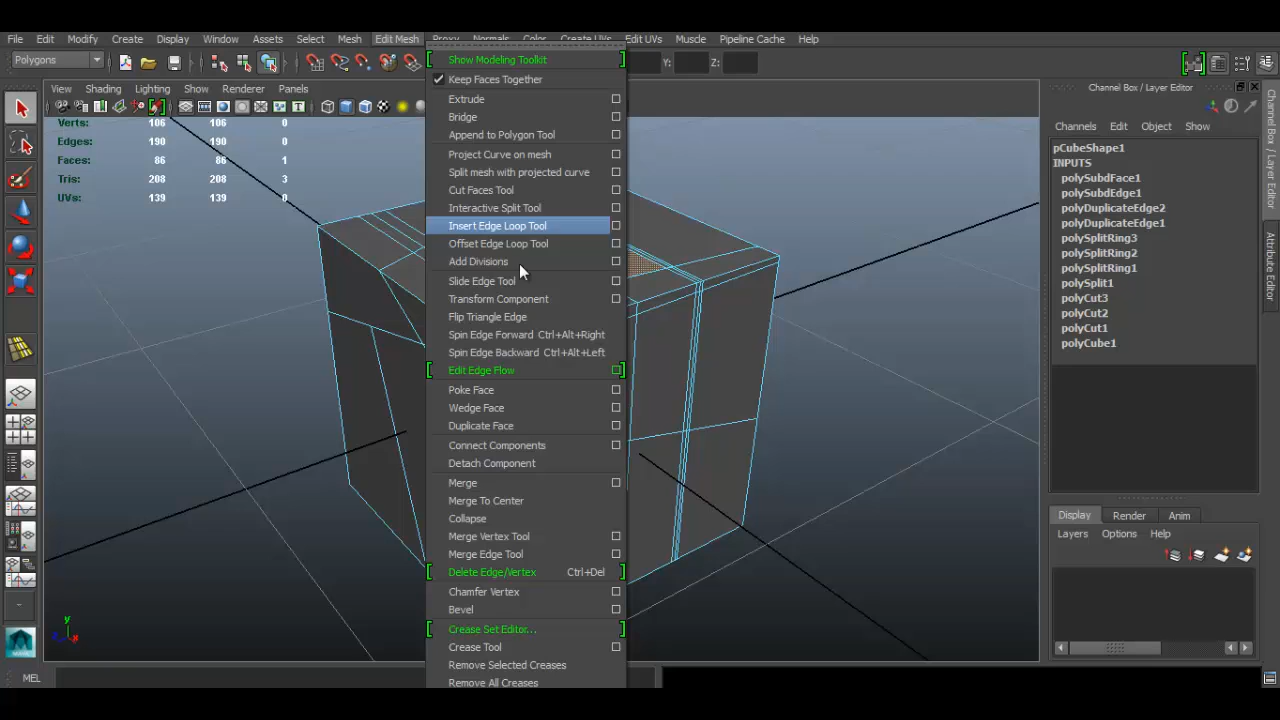 File Edit Modify Create Display Window Assets Select Mesh Edit Mesh Proxy Normals Color Create UVs Edit UVs Muscle Pipeline Cache Help
Polygons
Y: Z:
View Shading Lighting Show Renderer Panels
Verts: 106 106 0
Edges: 190 190 0
Faces: 86 86 1
Tris: 208 208 3
UVs: 139 139 0
Show Modeling Toolkit
Keep Faces Together
Extrude
Bridge
Append to Polygon Tool
Project Curve on mesh
Split mesh with projected curve
Cut Faces Tool
Interactive Split Tool
Insert Edge Loop Tool
Offset Edge Loop Tool
Add Divisions
Slide Edge Tool
Transform Component
Flip Triangle Edge
Spin Edge Forward Ctrl+Alt+Right
Spin Edge Backward Ctrl+Alt+Left
Edit Edge Flow
Poke Face
Wedge Face
Duplicate Face
Connect Components
Detach Component
Merge
Merge To Center
Collapse
Merge Vertex Tool
Merge Edge Tool
Delete Edge/Vertex Ctrl+Del
Chamfer Vertex
Bevel
Crease Set Editor...
Crease Tool
Remove Selected Creases
Remove All Creases
Channel Box / Layer Editor
Channels Edit Object Show
pCubeShape1
INPUTS
polySubdFace1
polySubdEdge1
polyDuplicateEdge2
polyDuplicateEdge1
polySplitRing3
polySplitRing2
polySplitRing1
polySplit1
polyCut3
polyCut2
polyCut1
polyCube1
Display Render Anim
Layers Options Help
Channel Box / Layer Editor
Attribute Editor
y
x
MEL